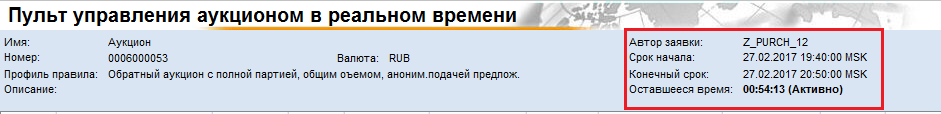 Пульт управления аукционом в реальном времени
Имя: Аукцион
Номер: 0006000053 Валюта: RUB
Профиль правила: Обратный аукцион с полной партией, общим оъемом, аноним.подачей предлож.
Описание:
Автор заявки: Z_PURCH_12
Срок начала: 27.02.2017 19:40:00 MSK
Конечный срок: 27.02.2017 20:50:00 MSK
Оставшееся время: 00:54:13 (Активно)